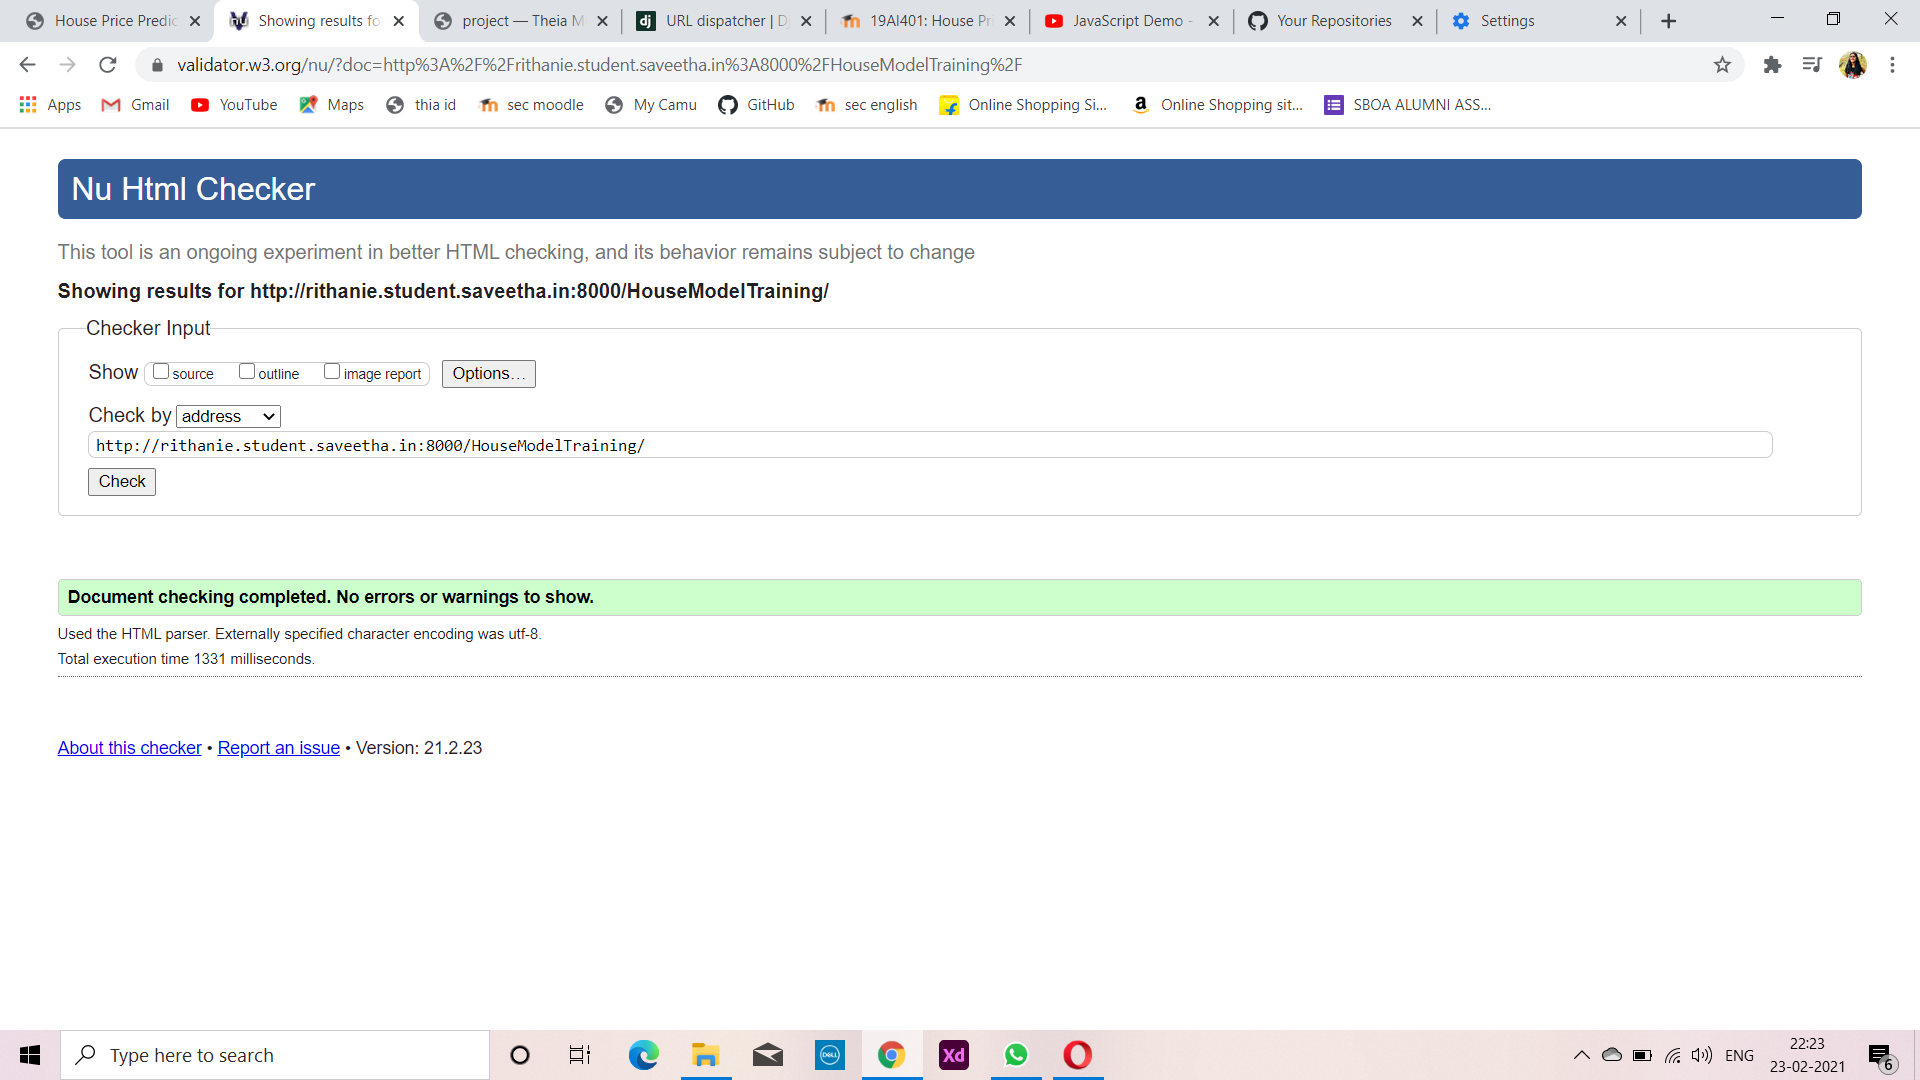 House Price Predic
Showing results fo
project — Theia M
URL dispatcher | D
19AI401: House Pri
JavaScript Demo -
Your Repositories
Settings
validator.w3.org/nu/?doc=http%3A%2F%2Frithanie.student.saveetha.in%3A8000%2FHouseModelTraining%2F
Apps Gmail YouTube Maps thia id sec moodle My Camu GitHub sec english Online Shopping Si... Online Shopping sit... SBOA ALUMNI ASS...
Nu Html Checker
This tool is an ongoing experiment in better HTML checking, and its behavior remains subject to change
Showing results for http://rithanie.student.saveetha.in:8000/HouseModelTraining/
Checker Input
Show source outline image report Options...
Check by address
http://rithanie.student.saveetha.in:8000/HouseModelTraining/
Check
Document checking completed. No errors or warnings to show.
Used the HTML parser. Externally specified character encoding was utf-8.
Total execution time 1331 milliseconds.
About this checker • Report an issue • Version: 21.2.23
Type here to search
DELL
Xd
ENG
22:23
23-02-2021
6